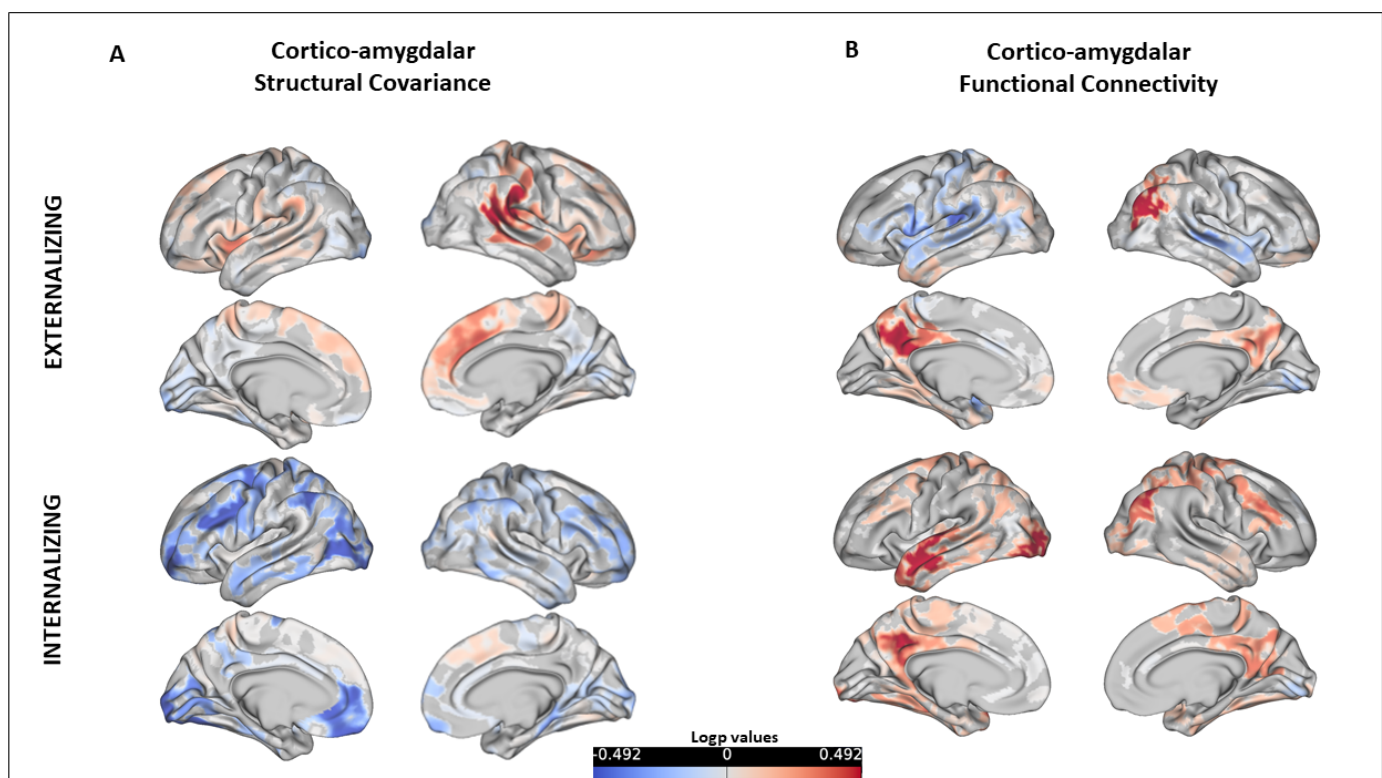 A
Cortico-amygdalar
Structural Covariance
B
Cortico-amygdalar
Functional Connectivity
EXTERNALIZING
INTERNALIZING
Logp values
-0.492 0 0.492